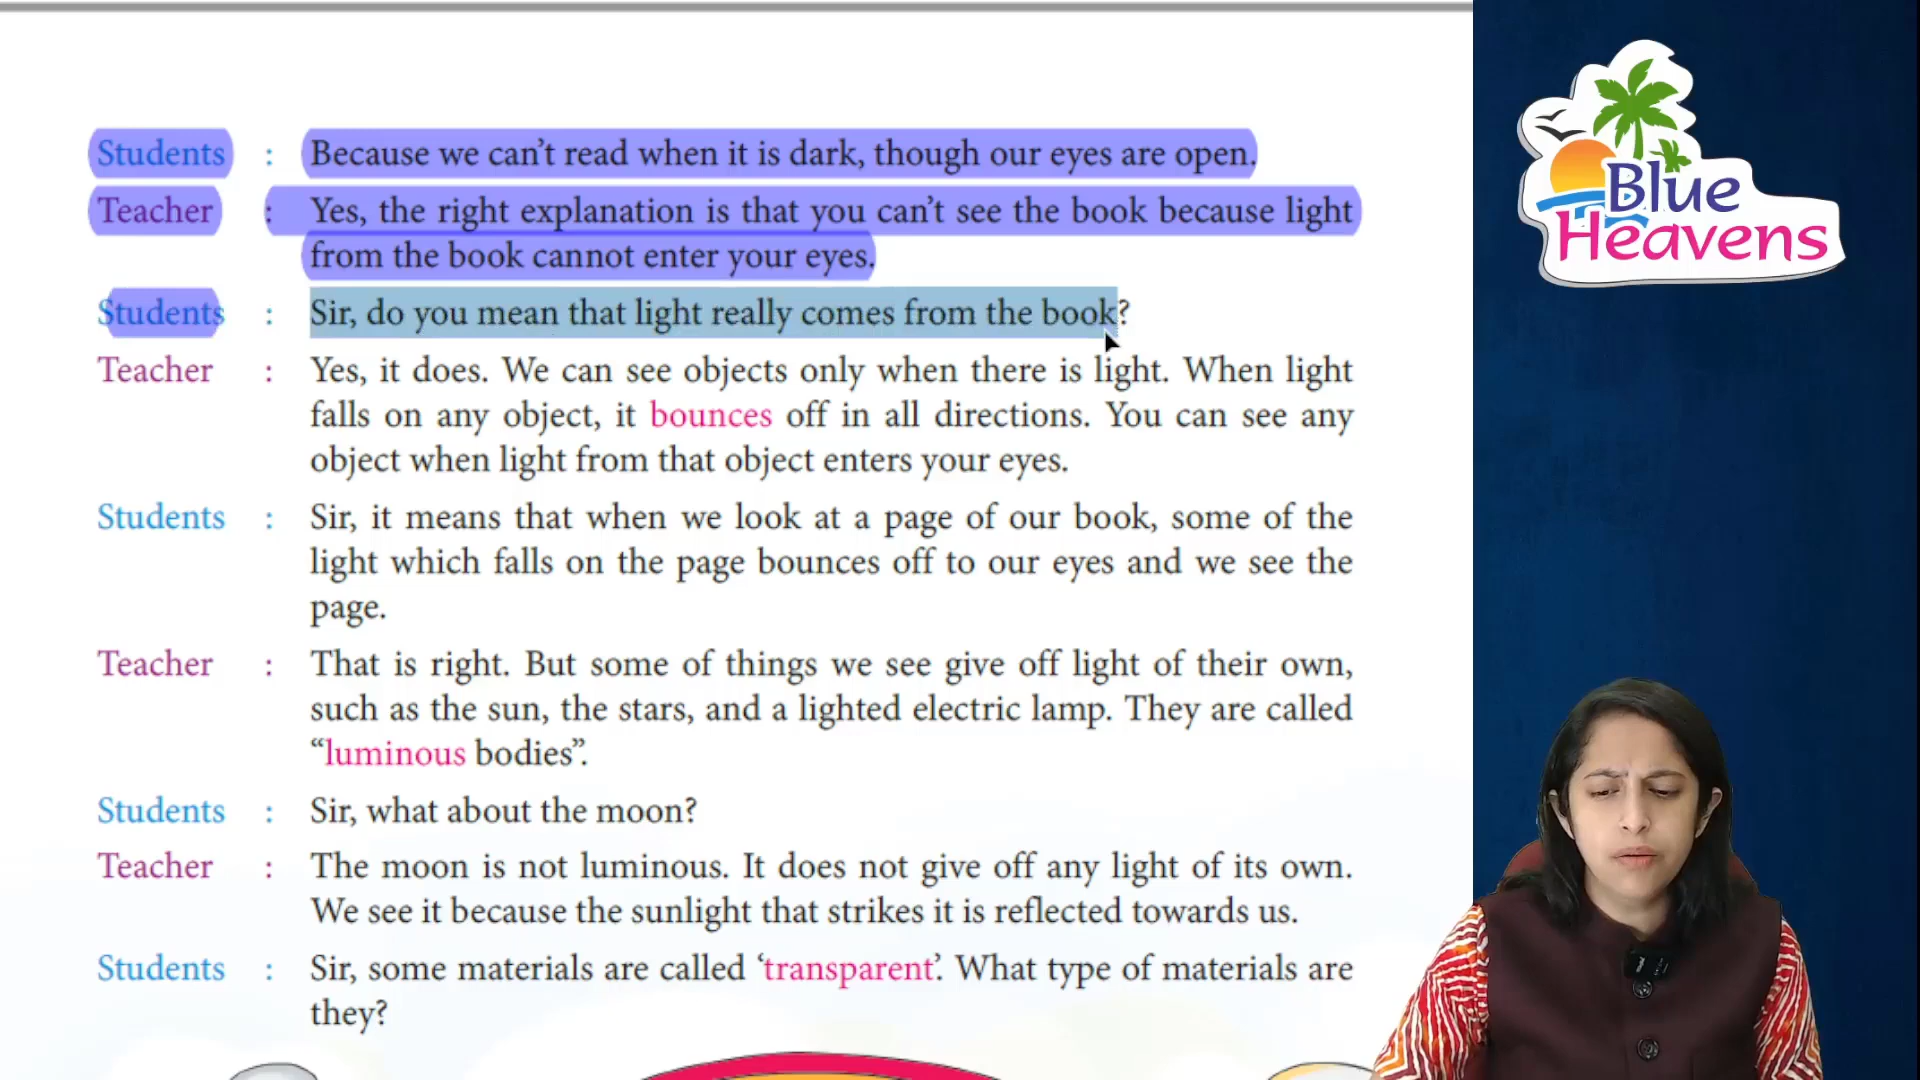 Students : Because we can't read when it is dark, though our eyes are open.
Teacher : Yes, the right explanation is that you can't see the book because light
from the book cannot enter your eyes.
Students : Sir, do you mean that light really comes from the book?
Teacher : Yes, it does. We can see objects only when there is light. When light
falls on any object, it bounces off in all directions. You can see any
object when light from that object enters your eyes.
Students : Sir, it means that when we look at a page of our book, some of the
light which falls on the page bounces off to our eyes and we see the
page.
Teacher : That is right. But some of things we see give off light of their own,
such as the sun, the stars, and a lighted electric lamp. They are called
“luminous bodies”.
Students : Sir, what about the moon?
Teacher : The moon is not luminous. It does not give off any light of its own.
We see it because the sunlight that strikes it is reflected towards us.
Students : Sir, some materials are called ‘transparent’. What type of materials are
they?
Blue
Heavens